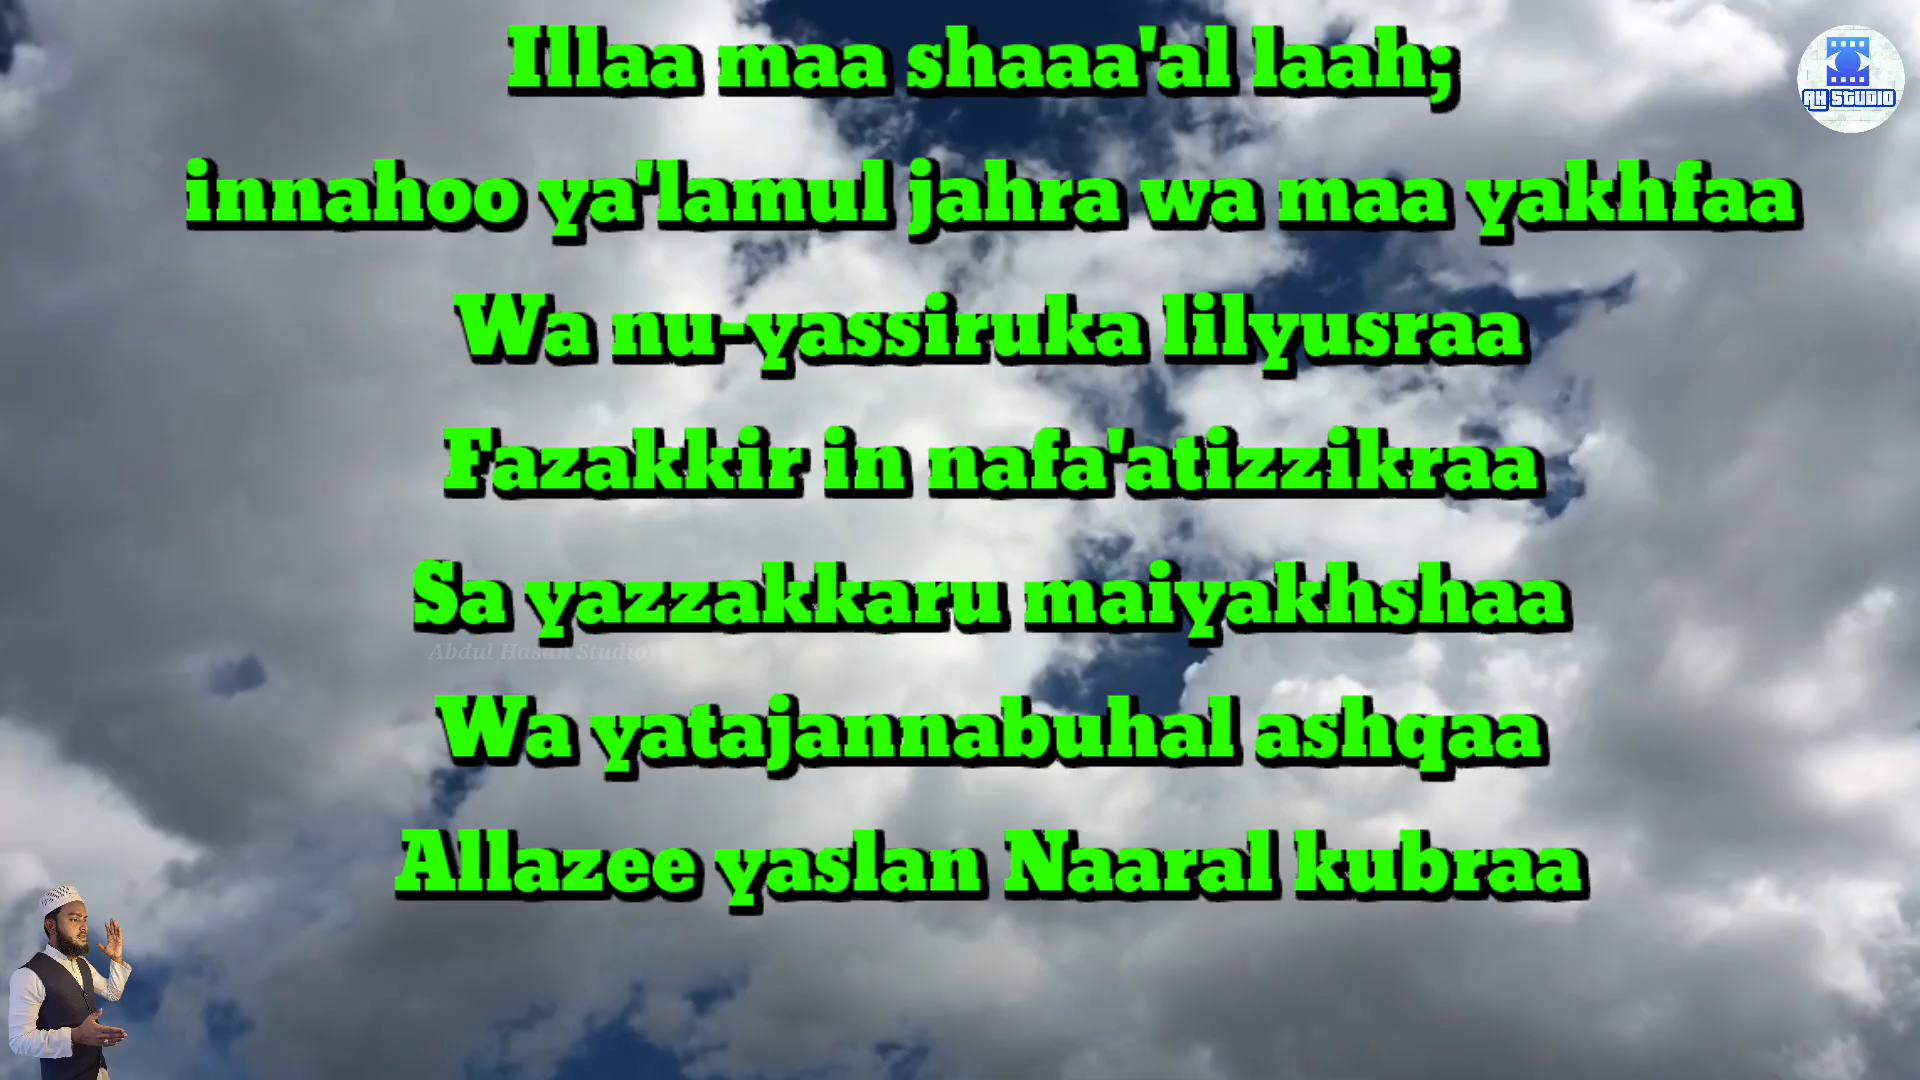 Illaa maa shaaa'al laah;
innahoo ya'lamul jahra wa maa yakhfaa
Wa nu-yassiruka lilyusraa
Fazakkir in nafa'atizzikraa
Sa yazzakkaru maiyakhshaa
Abdul Hasan Studio
Wa yatajannabuhal ashqaa
Allazee yaslan Naaral kubraa
AH STUDIO